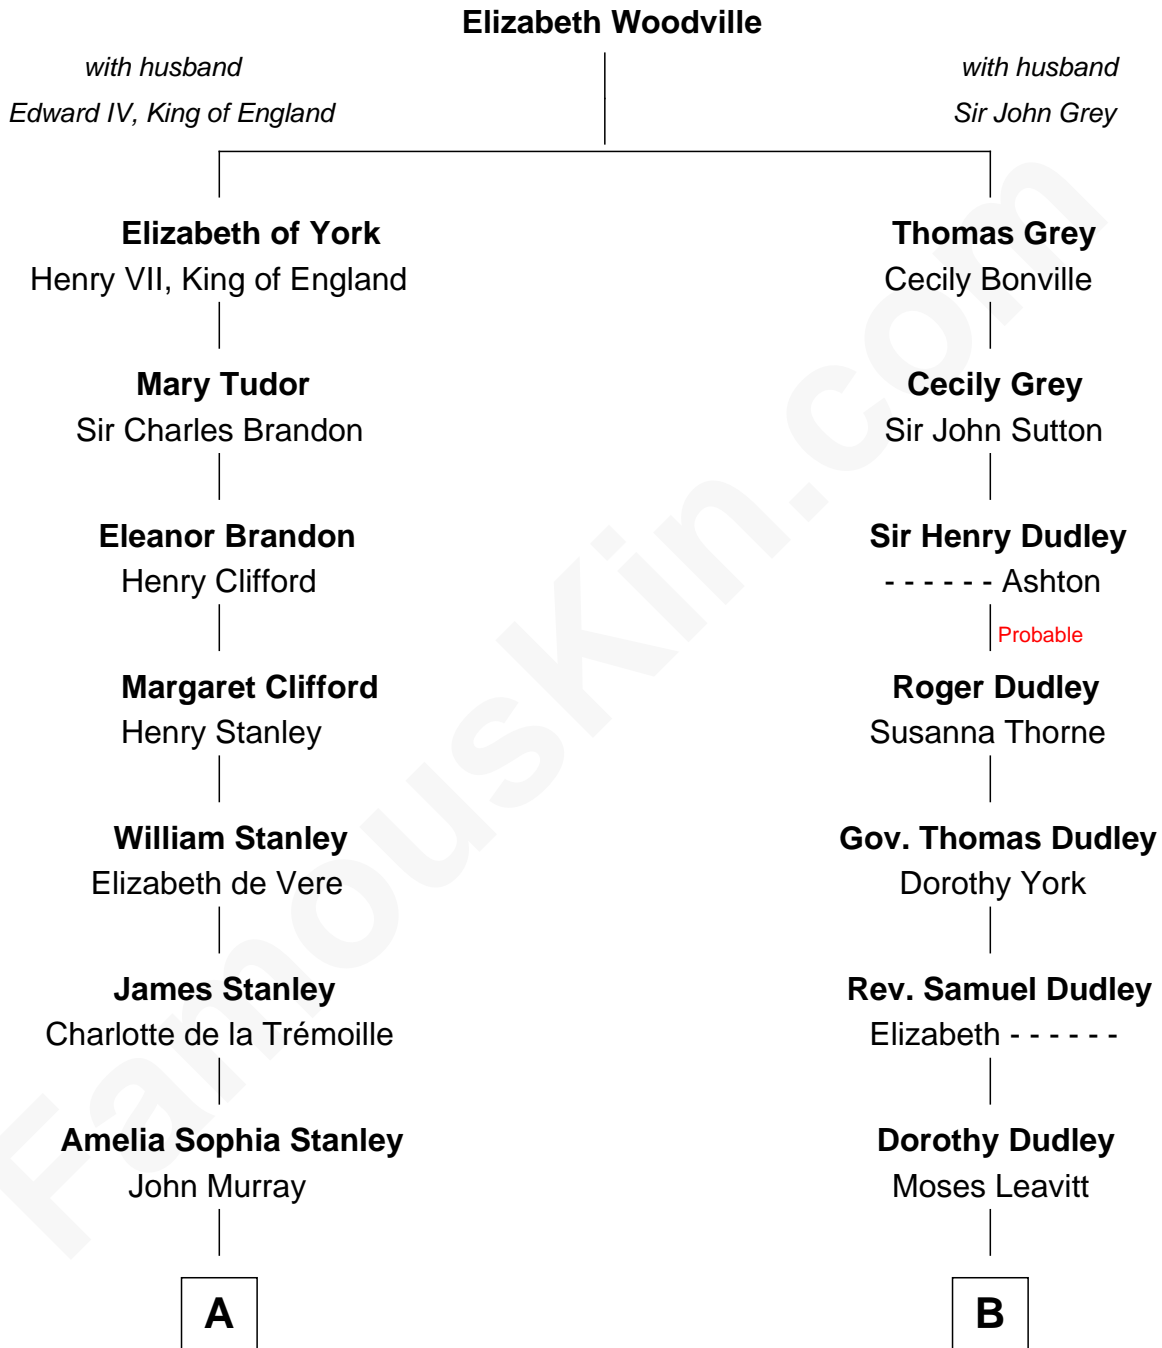 Elizabeth Woodville
with husband
Edward IV, King of England
with husband
Sir John Grey
Elizabeth of York
Henry VII, King of England
Thomas Grey
Cecily Bonville
Mary Tudor
Sir Charles Brandon
Cecily Grey
Sir John Sutton
Eleanor Brandon
Henry Clifford
Sir Henry Dudley
- - - - - - Ashton
Probable
Margaret Clifford
Henry Stanley
Roger Dudley
Susanna Thorne
William Stanley
Elizabeth de Vere
Gov. Thomas Dudley
Dorothy York
James Stanley
Charlotte de la Trémoille
Rev. Samuel Dudley
Elizabeth - - - - - -
Amelia Sophia Stanley
John Murray
Dorothy Dudley
Moses Leavitt
A
B
FamousKin.com